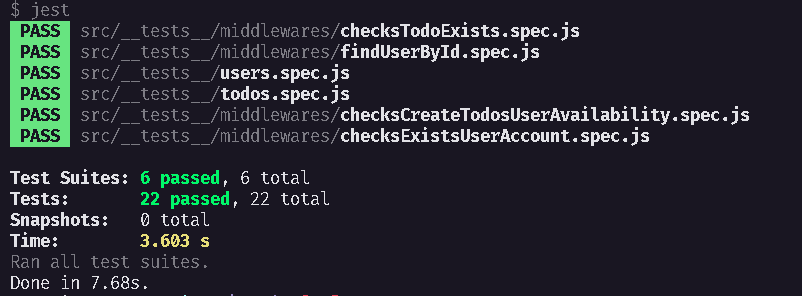 $ jest
PASS src/__tests__/middlewares/checksTodoExists.spec.js
PASS src/__tests__/middlewares/findUserById.spec.js
PASS src/__tests__/users.spec.js
PASS src/__tests__/todos.spec.js
PASS src/__tests__/middlewares/checksCreateTodosUserAvailability.spec.js
PASS src/__tests__/middlewares/checksExistsUserAccount.spec.js
Test Suites: 6 passed, 6 total
Tests: 22 passed, 22 total
Snapshots: 0 total
Time: 3.603 s
Ran all test suites.
Done in 7.68s.